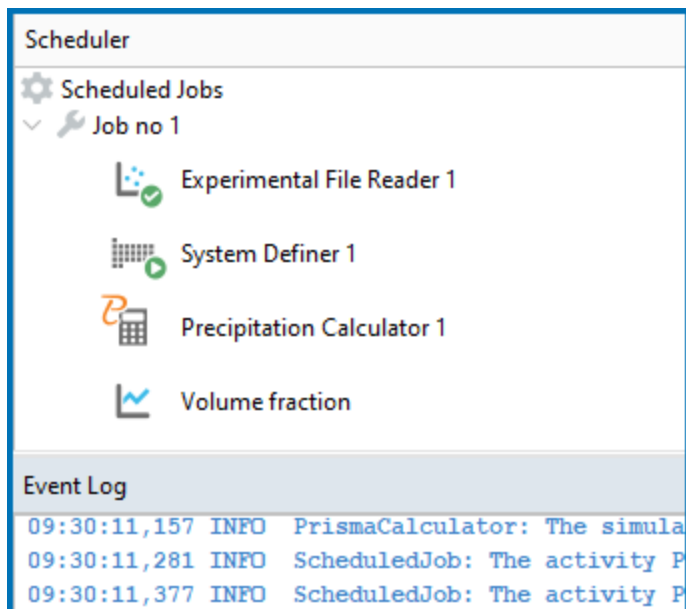 Scheduler
Scheduled Jobs
Job no 1
Experimental File Reader 1
System Definer 1
P
Precipitation Calculator 1
Volume fraction
Event Log
09:30:11,157 INFO PrismaCalculator: The simula
09:30:11,281 INFO ScheduledJob: The activity P
09:30:11,377 INFO ScheduledJob: The activity P